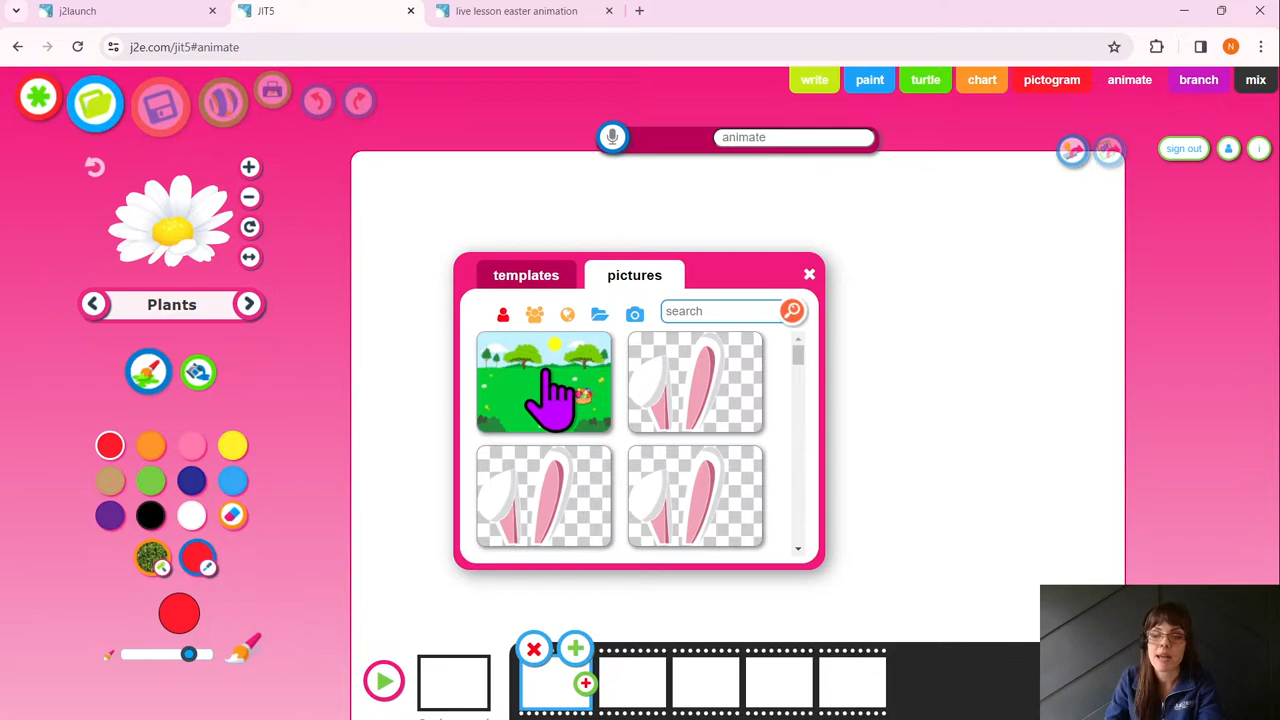 j2launch
JIT5
live lesson easter animation
j2e.com/jit5#animate
N
write
paint
turtle
chart
pictogram
animate
branch
mix
animate
sign out
i
templates
pictures
search
Plants